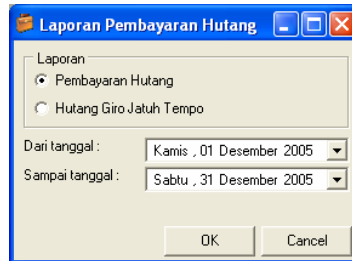 Laporan Pembayaran Hutang
Laporan
Pembayaran Hutang
Hutang Giro Jatuh Tempo
Dari tanggal : Kamis , 01 Desember 2005
Sampai tanggal : Sabtu , 31 Desember 2005
OK Cancel